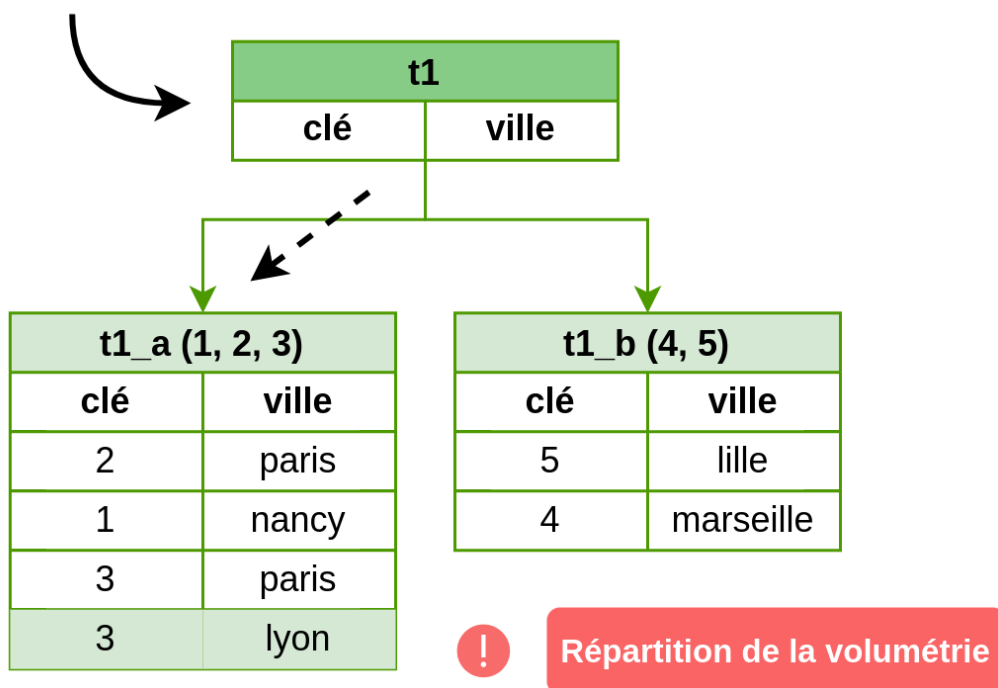 t1
clé ville
t1_a (1, 2, 3)
clé ville
2 paris
1 nancy
3 paris
3 lyon
t1_b (4, 5)
clé ville
5 lille
4 marseille
!
Répartition de la volumétrie